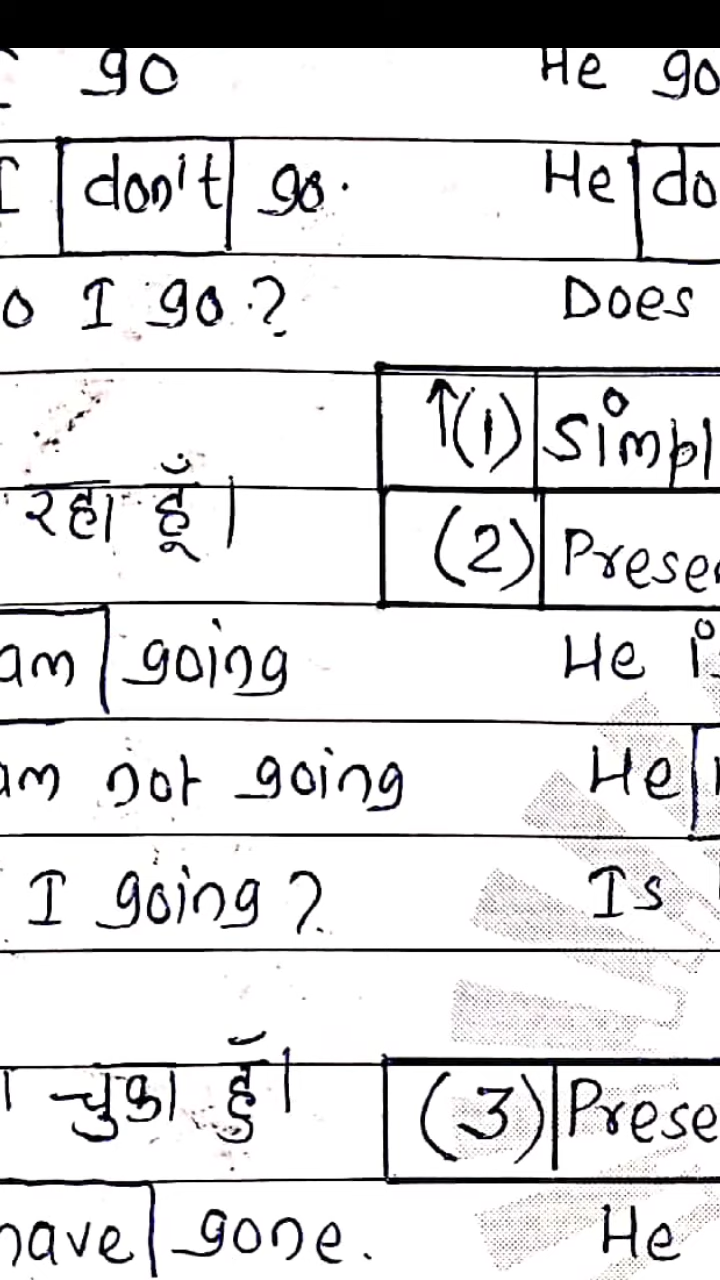 I go He go
I don't go. He do
o I go? Does
↑(1) Simpl
रहा हूँ।
(2) Prese
am going He is
am not going He
I going? Is
ा चुका हुँ। (3) Prese
have gone. He